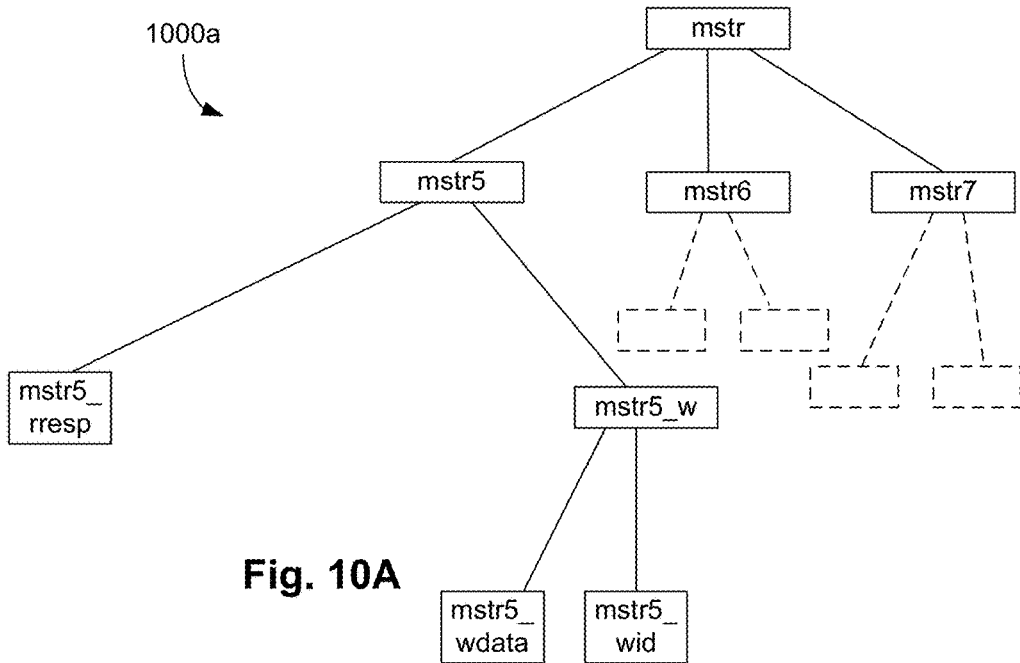 1000a
mstr
mstr5
mstr6
mstr7
mstr5_
rresp
mstr5_w
Fig. 10A
mstr5_
wdata
mstr5_
wid